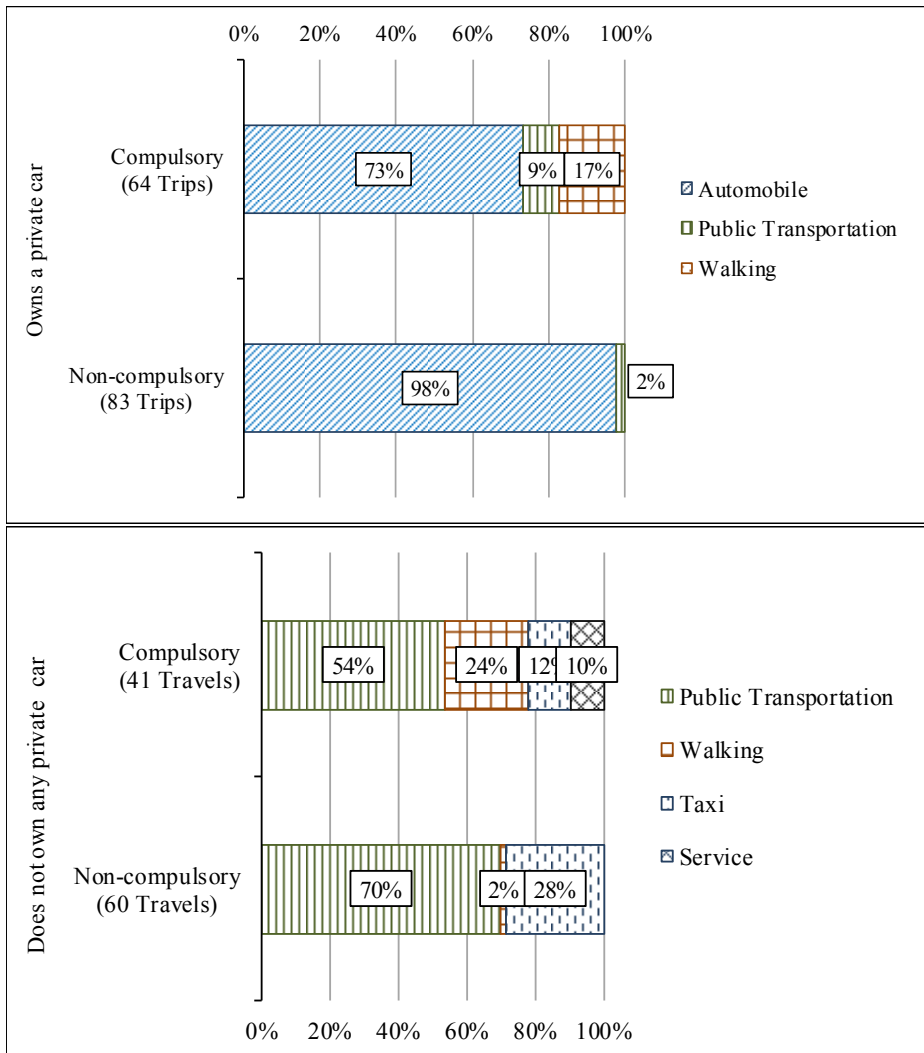 0% 20% 40% 60% 80% 100%
Owns a private car
Compulsory
(64 Trips)
73% 9% 17%
Non-compulsory
(83 Trips)
98% 2%
Automobile
Public Transportation
Walking
Does not own any private car
Compulsory
(41 Travels)
54% 24% 12% 10%
Non-compulsory
(60 Travels)
70% 2% 28%
Public Transportation
Walking
Taxi
Service
0% 20% 40% 60% 80% 100%